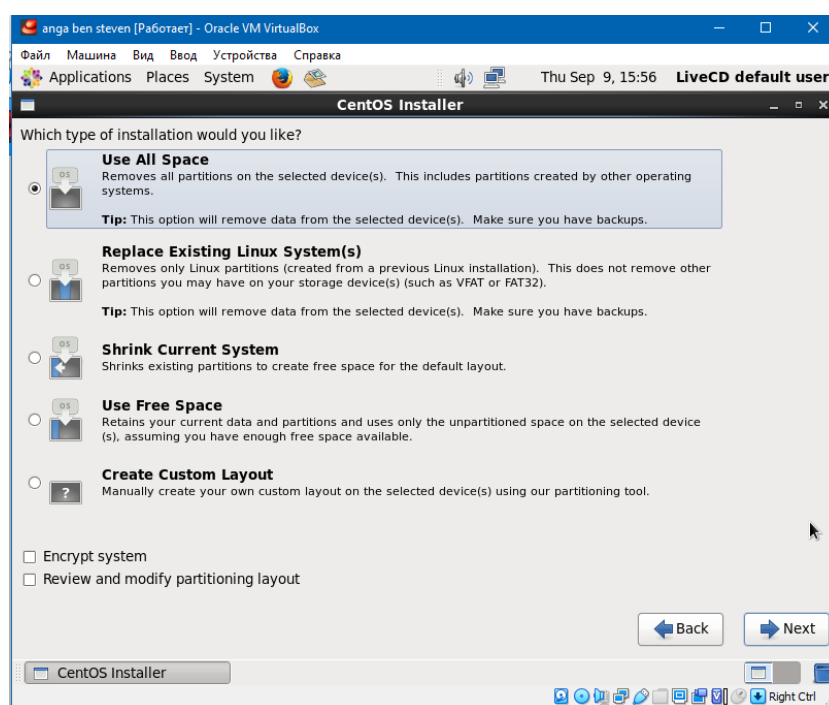 anga ben steven [Работает] - Oracle VM VirtualBox
Файл Машина Вид Ввод Устройства Справка
Applications Places System Thu Sep 9, 15:56 LiveCD default user
CentOS Installer
Which type of installation would you like?
OS
Use All Space
Removes all partitions on the selected device(s). This includes partitions created by other operating
systems.
Tip: This option will remove data from the selected device(s). Make sure you have backups.
OS
Replace Existing Linux System(s)
Removes only Linux partitions (created from a previous Linux installation). This does not remove other
partitions you may have on your storage device(s) (such as VFAT or FAT32).
Tip: This option will remove data from the selected device(s). Make sure you have backups.
OS
Shrink Current System
Shrinks existing partitions to create free space for the default layout.
OS
Use Free Space
Retains your current data and partitions and uses only the unpartitioned space on the selected device
(s), assuming you have enough free space available.
?
Create Custom Layout
Manually create your own custom layout on the selected device(s) using our partitioning tool.
Encrypt system
Review and modify partitioning layout
Back Next
CentOS Installer
Right Ctrl